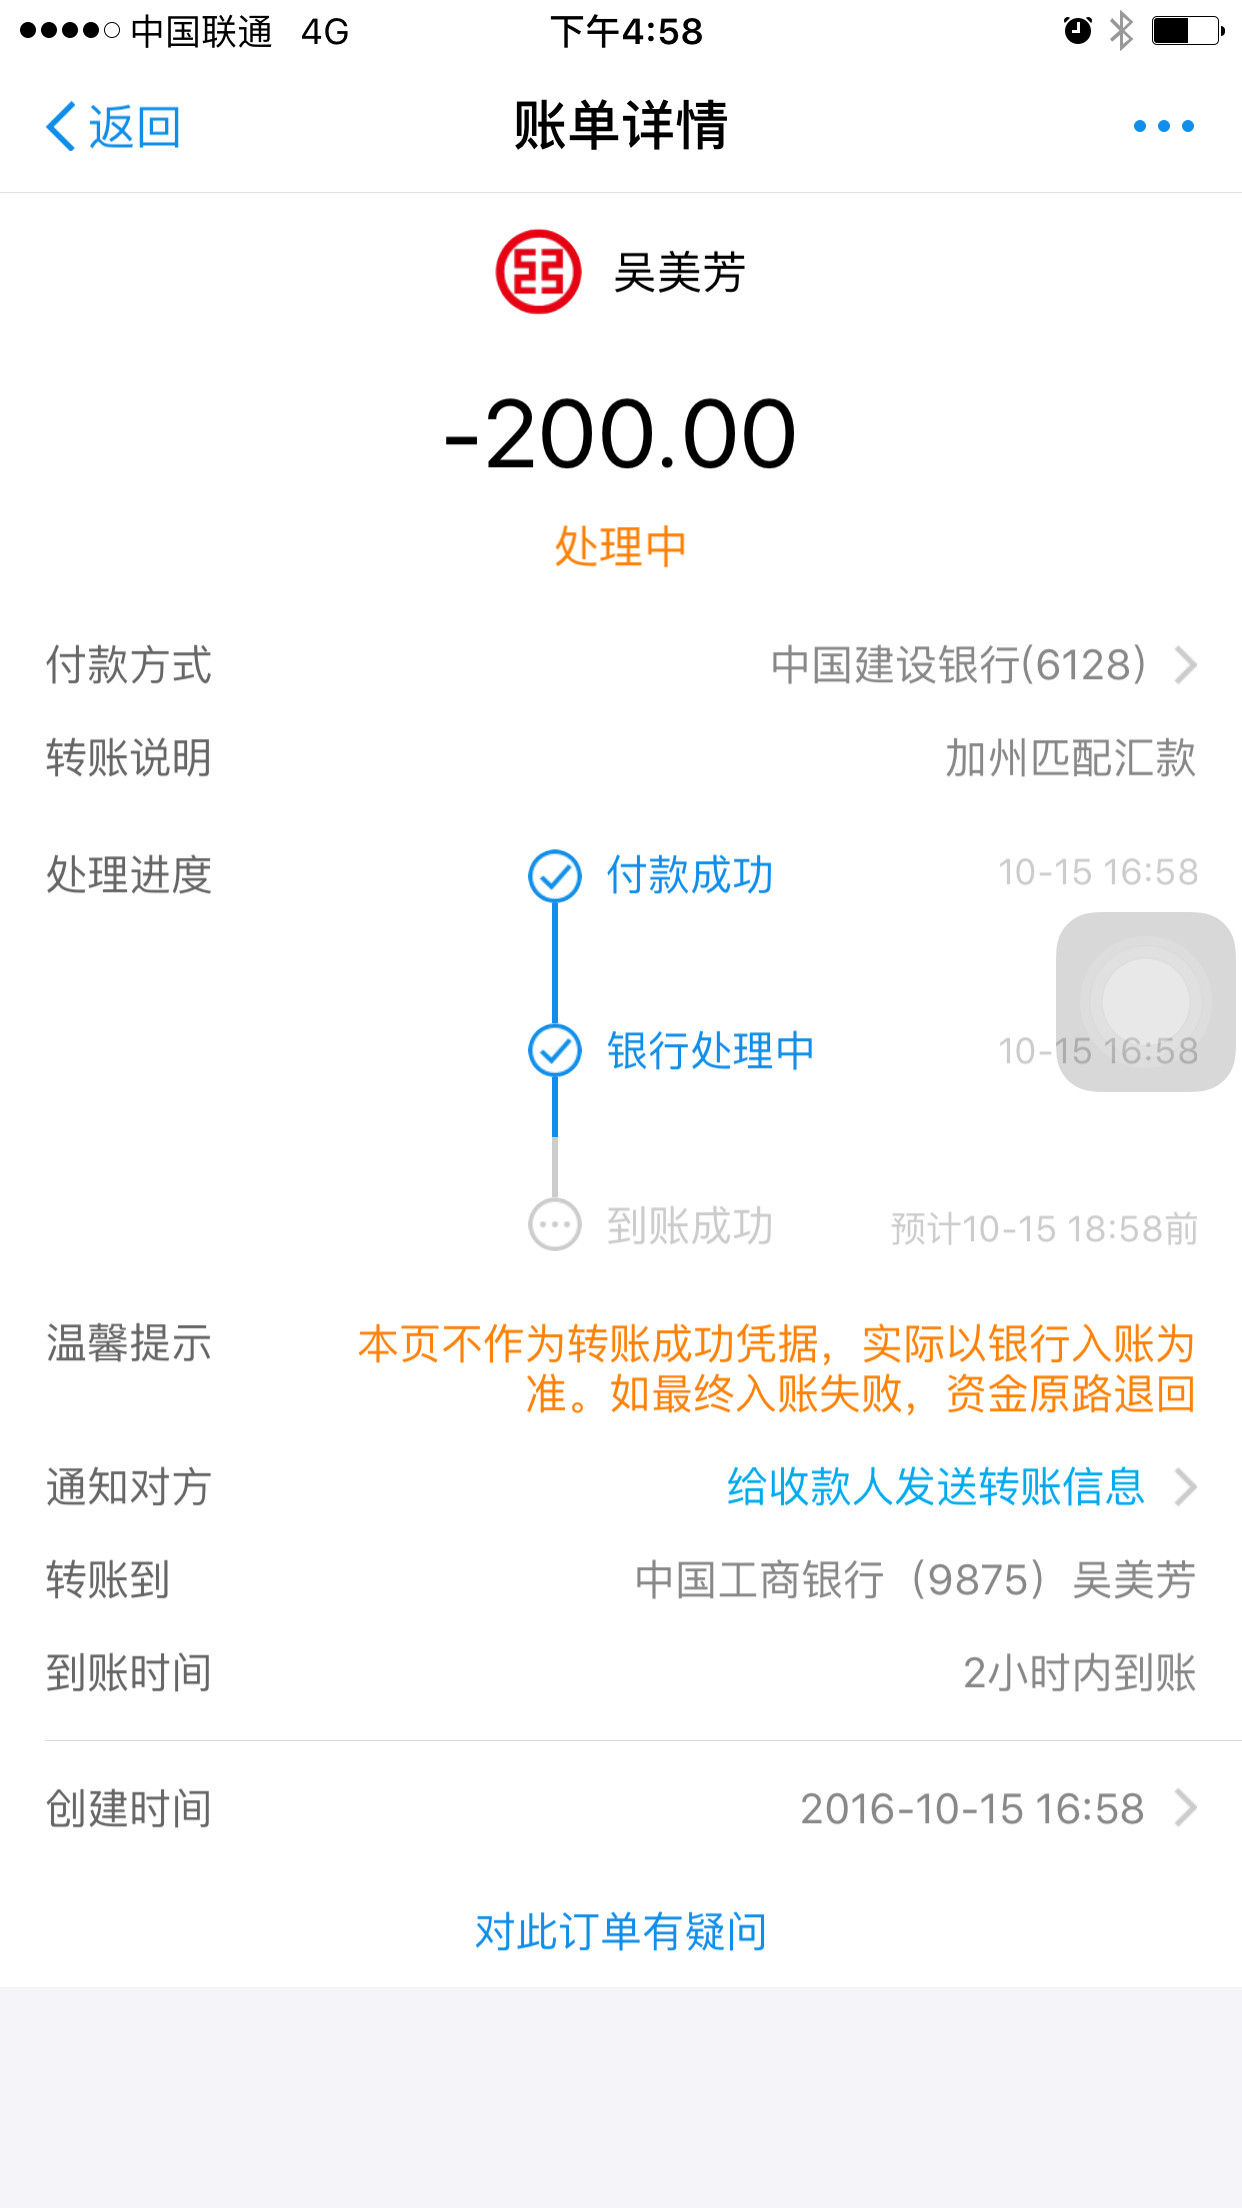 中国联通 4G 下午4:58
返回 账单详情
吴美芳
-200.00
处理中
付款方式 中国建设银行(6128)
转账说明 加州匹配汇款
处理进度 付款成功 10-15 16:58
银行处理中 10-15 16:58
到账成功 预计10-15 18:58前
温馨提示 本页不作为转账成功凭据，实际以银行入账为
准。如最终入账失败，资金原路退回
通知对方 给收款人发送转账信息
转账到 中国工商银行（9875）吴美芳
到账时间 2小时内到账
创建时间 2016-10-15 16:58
对此订单有疑问